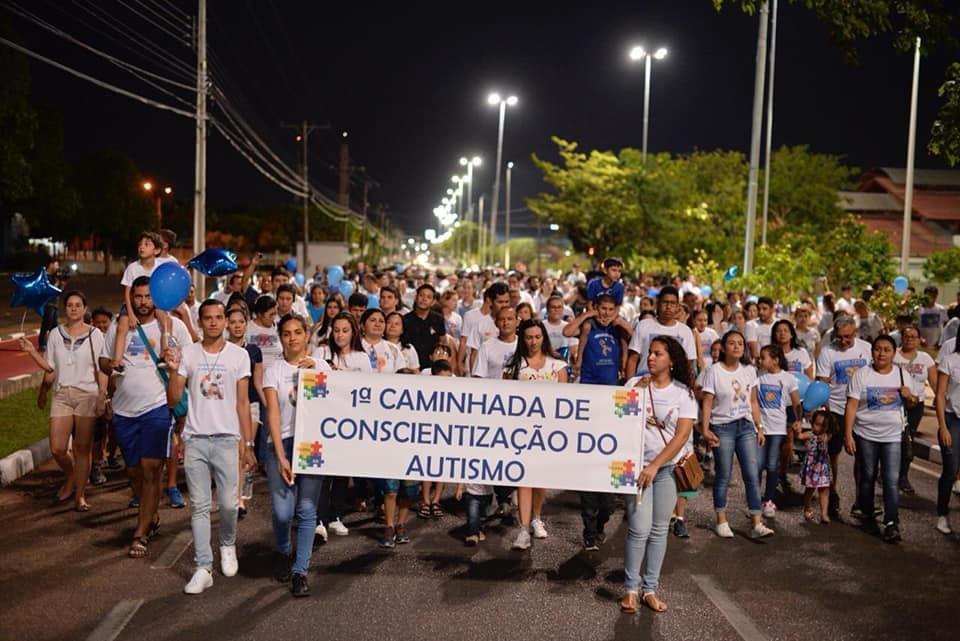 1ª CAMINHADA DE
CONSCIENTIZAÇÃO DO
AUTISMO